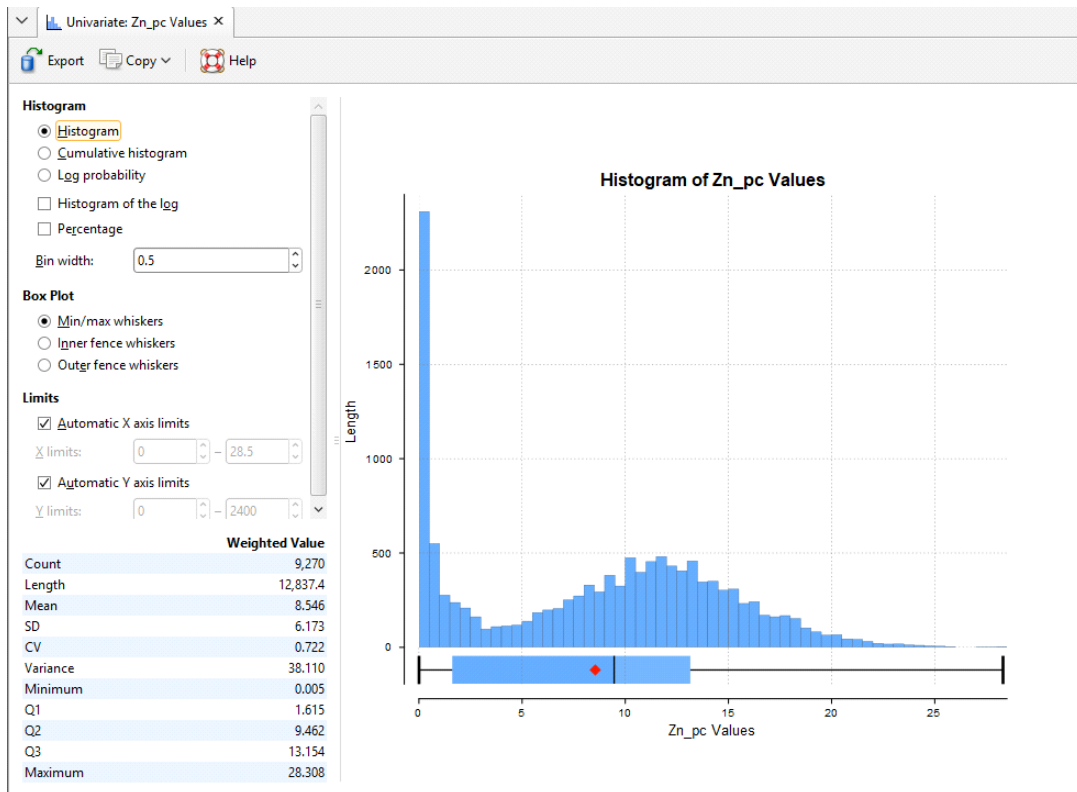 Univariate: Zn_pc Values ×
Export Copy Help
Histogram
Histogram
Cumulative histogram
Log probability
Histogram of the log
Percentage
Bin width: 0.5
Box Plot
Min/max whiskers
Inner fence whiskers
Outer fence whiskers
Limits
Automatic X axis limits
X limits: 0 – 28.5
Automatic Y axis limits
Y limits: 0 – 2400
Weighted Value
Count 9,270
Length 12,837.4
Mean 8.546
SD 6.173
CV 0.722
Variance 38.110
Minimum 0.005
Q1 1.615
Q2 9.462
Q3 13.154
Maximum 28.308
Histogram of Zn_pc Values
Length
2000
1500
1000
500
0
0 5 10 15 20 25
Zn_pc Values